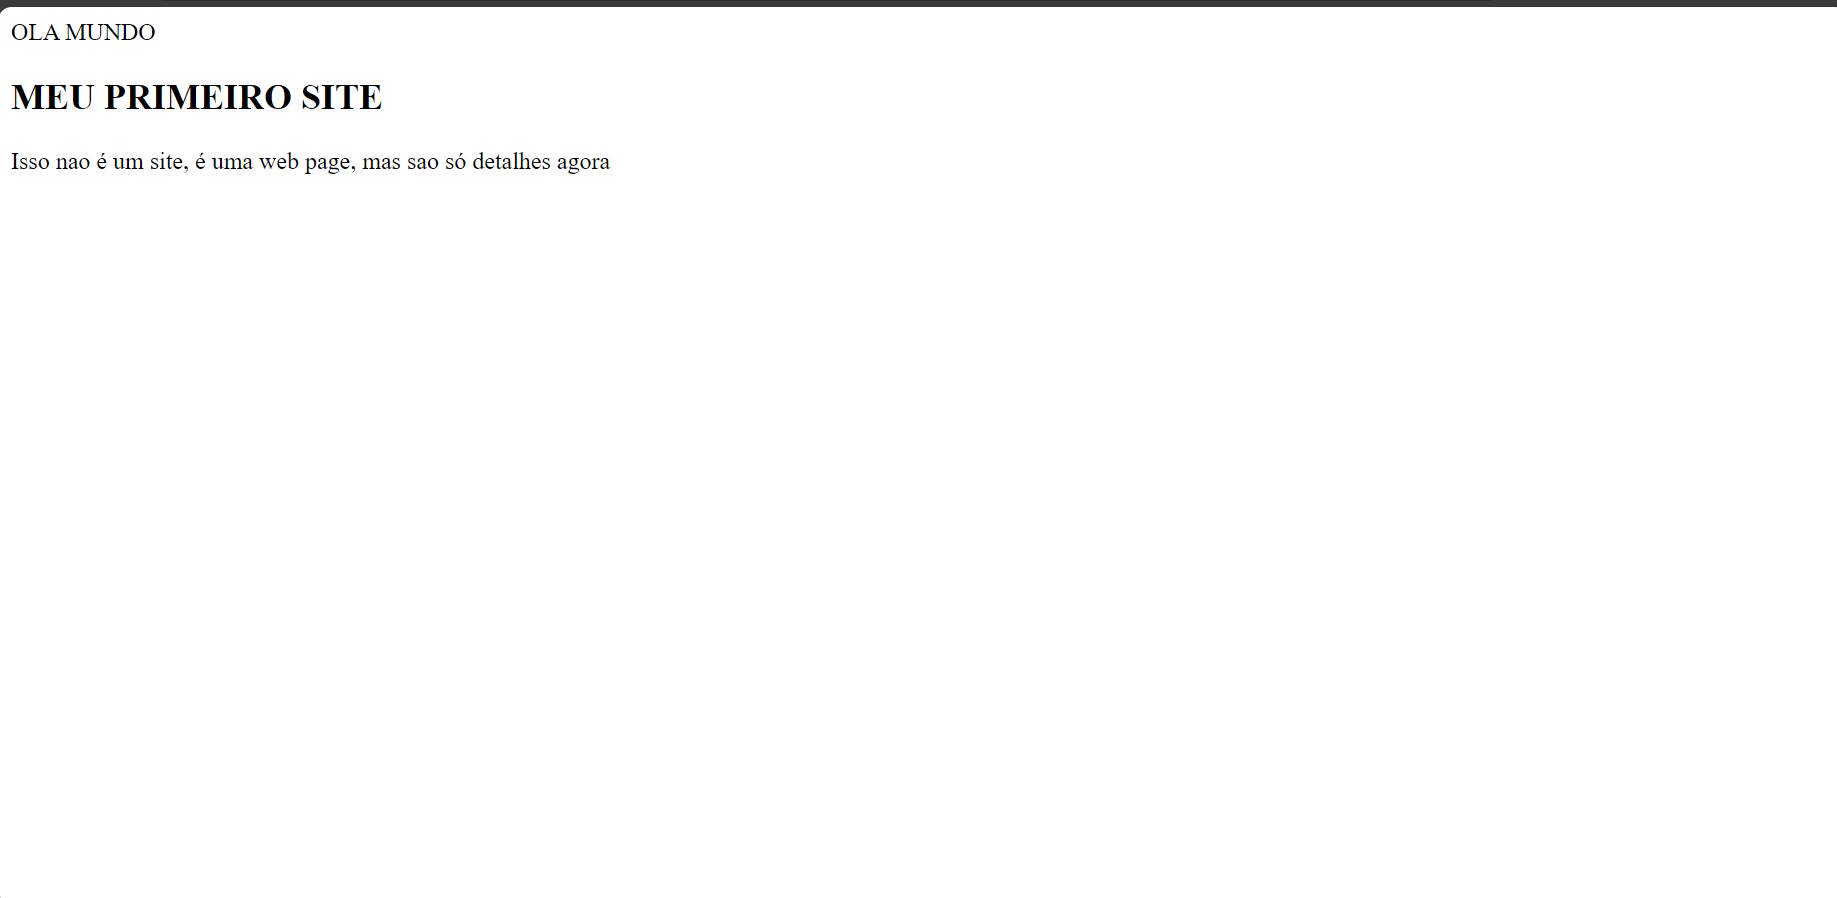 OLA MUNDO
MEU PRIMEIRO SITE
Isso nao é um site, é uma web page, mas sao só detalhes agora